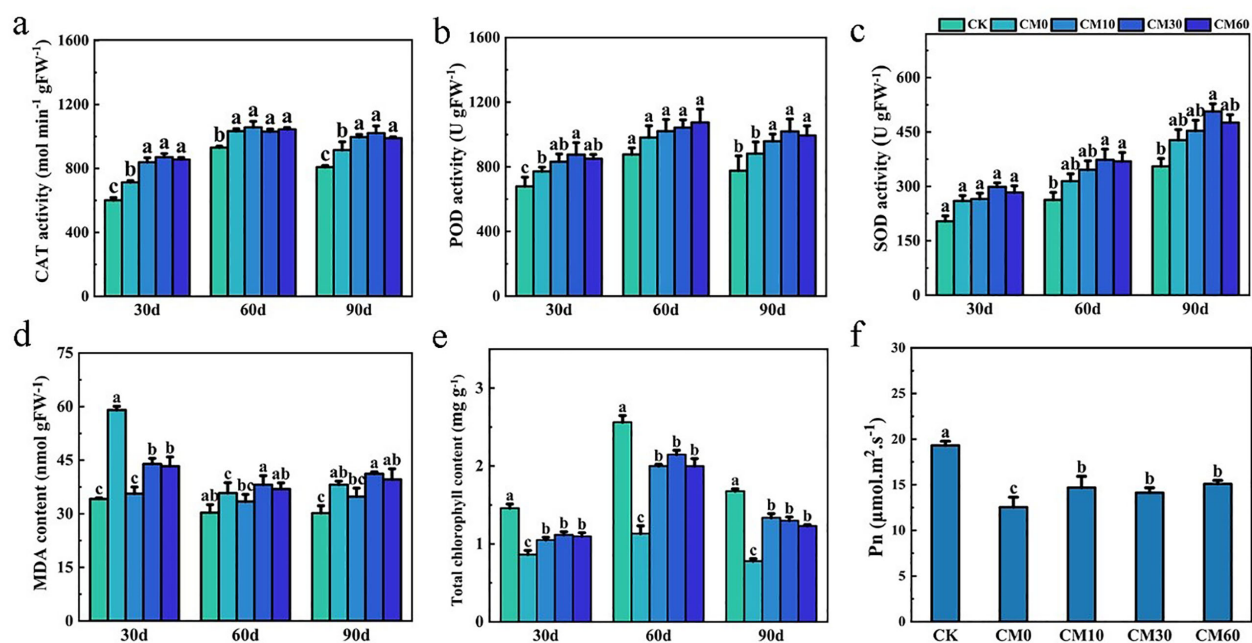 a
CAT activity (mol min⁻¹ gFW⁻¹)
1600
1200
800
400
0
c b a a a
b a a a a
c b a a a
30d 60d 90d
b
POD activity (U gFW⁻¹)
1600
1200
800
400
0
c b ab a ab
a a a a a
b b a a a
30d 60d 90d
CK CM0 CM10 CM30 CM60
c
SOD activity (U gFW⁻¹)
600
450
300
150
0
a a a a a
b ab ab a a
b ab ab a ab
30d 60d 90d
d
MDA content (nmol gFW⁻¹)
75
60
45
30
15
0
c a c b b
ab c bc a ab
c ab bc a ab
30d 60d 90d
e
Total chlorophyll content (mg g⁻¹)
3
2
1
0
a c b b b
a c b b b
a c b b b
30d 60d 90d
f
Pn (μmol.m².s⁻¹)
30
25
20
15
10
5
0
a c b b b
CK CM0 CM10 CM30 CM60